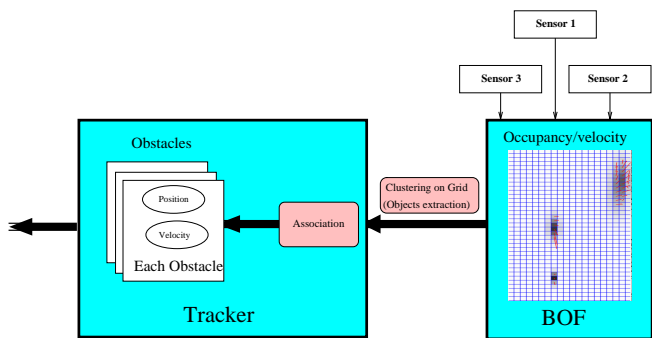 Sensor 1
Sensor 3
Sensor 2
Obstacles
Position
Velocity
Each Obstacle
Association
Clustering on Grid
(Objects extraction)
Occupancy/velocity
Tracker
BOF